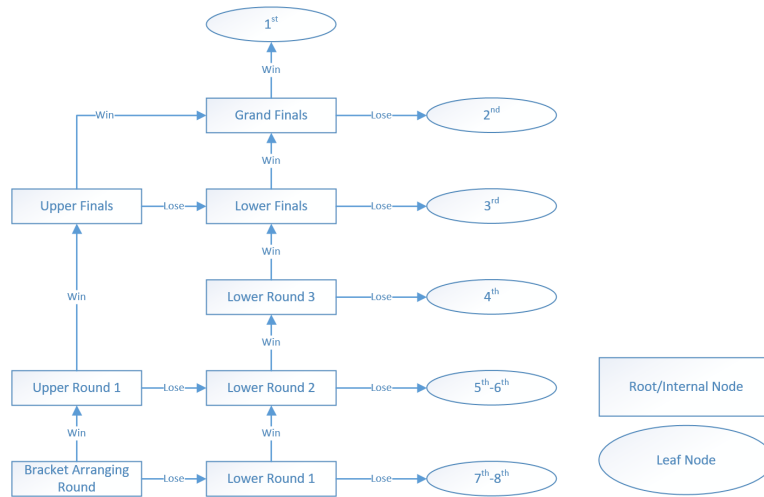 1st
Win
Win
Grand Finals
Lose
2nd
Win
Upper Finals
Lose
Lower Finals
Lose
3rd
Win
Win
Lower Round 3
Lose
4th
Win
Upper Round 1
Lose
Lower Round 2
Lose
5th-6th
Root/Internal Node
Win
Win
Bracket Arranging
Round
Lose
Lower Round 1
Lose
7th-8th
Leaf Node